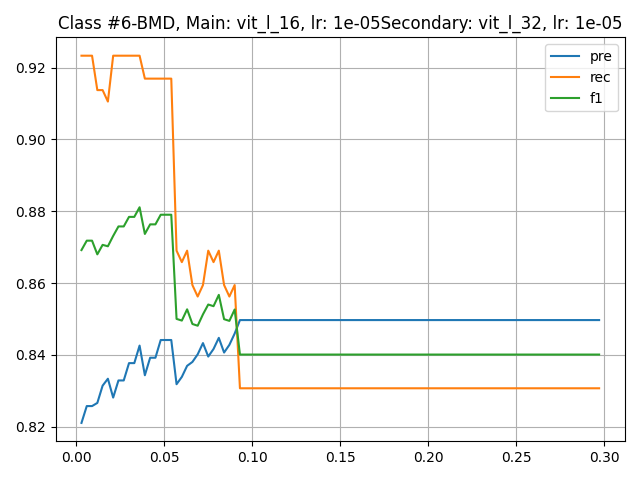 Class #6-BMD, Main: vit_l_16, lr: 1e-05Secondary: vit_l_32, lr: 1e-05
pre
rec
f1
0.92
0.90
0.88
0.86
0.84
0.82
0.00 0.05 0.10 0.15 0.20 0.25 0.30